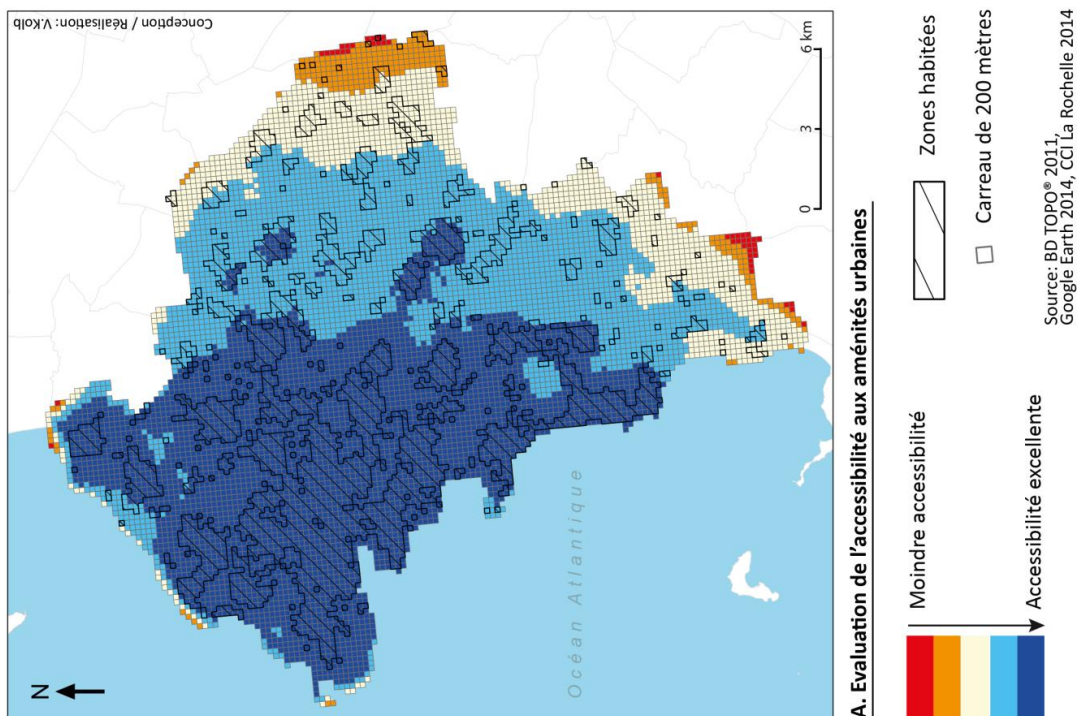 Conception / Réalisation: V.Kolb
N
Océan Atlantique
0 3 6 km
A. Evaluation de l'accessibilité aux aménités urbaines
Moindre accessibilité
Accessibilité excellente
Zones habitées
Carreau de 200 mètres
Source: BD TOPO® 2011,
Google Earth 2014, CCI La Rochelle 2014